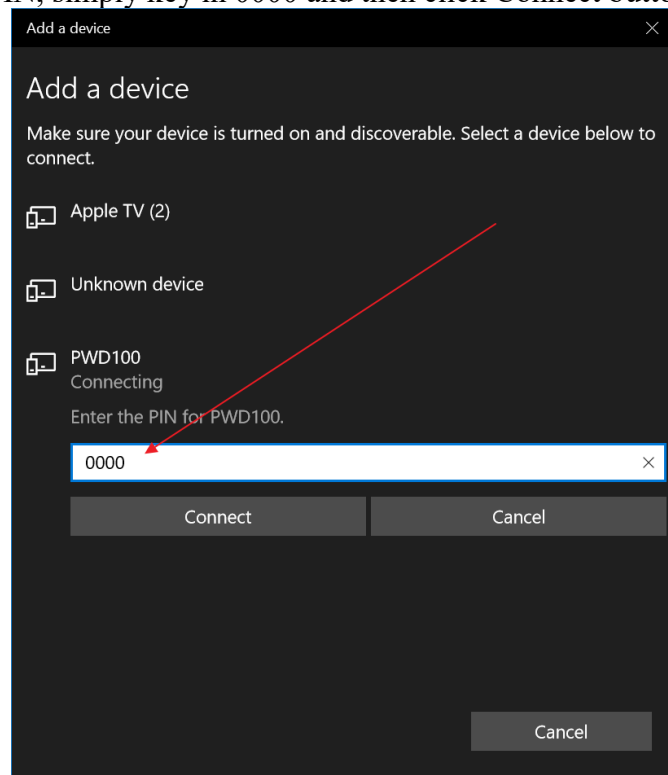 IN, simply key in 0000 and then click Connect butto
Add a device
Add a device
Make sure your device is turned on and discoverable. Select a device below to
connect.
Apple TV (2)
Unknown device
PWD100
Connecting
Enter the PIN for PWD100.
0000
Connect Cancel
Cancel